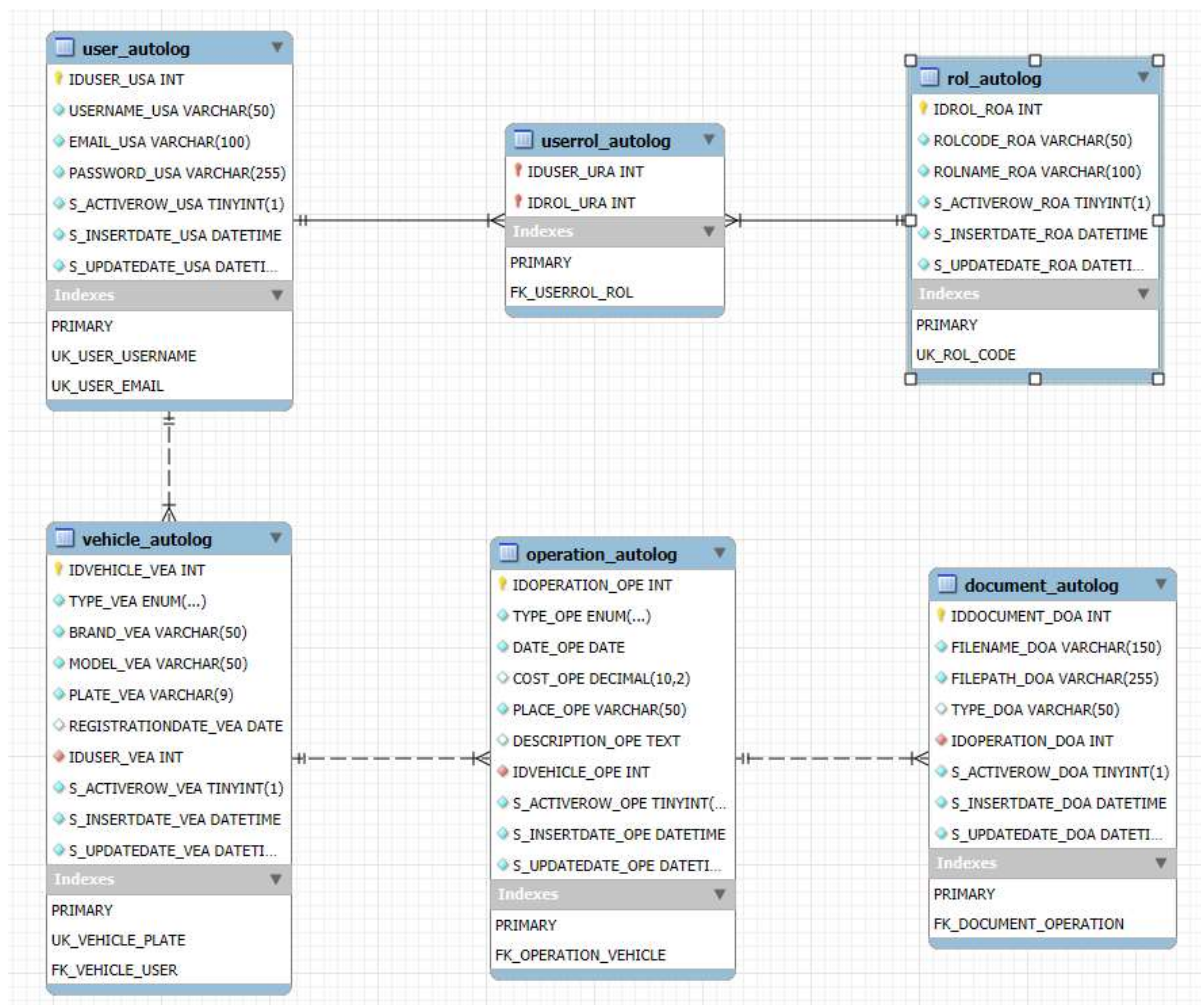 user_autolog
IDUSER_USA INT
USERNAME_USA VARCHAR(50)
EMAIL_USA VARCHAR(100)
PASSWORD_USA VARCHAR(255)
S_ACTIVEROW_USA TINYINT(1)
S_INSERTDATE_USA DATETIME
S_UPDATEDATE_USA DATETI...
Indexes
PRIMARY
UK_USER_USERNAME
UK_USER_EMAIL
userrol_autolog
IDUSER_URA INT
IDROL_URA INT
Indexes
PRIMARY
FK_USERROL_ROL
rol_autolog
IDROL_ROA INT
ROLCODE_ROA VARCHAR(50)
ROLNAME_ROA VARCHAR(100)
S_ACTIVEROW_ROA TINYINT(1)
S_INSERTDATE_ROA DATETIME
S_UPDATEDATE_ROA DATETI...
Indexes
PRIMARY
UK_ROL_CODE
vehicle_autolog
IDVEHICLE_VEA INT
TYPE_VEA ENUM(...)
BRAND_VEA VARCHAR(50)
MODEL_VEA VARCHAR(50)
PLATE_VEA VARCHAR(9)
REGISTRATIONDATE_VEA DATE
IDUSER_VEA INT
S_ACTIVEROW_VEA TINYINT(1)
S_INSERTDATE_VEA DATETIME
S_UPDATEDATE_VEA DATETI...
Indexes
PRIMARY
UK_VEHICLE_PLATE
FK_VEHICLE_USER
operation_autolog
IDOPERATION_OPE INT
TYPE_OPE ENUM(...)
DATE_OPE DATE
COST_OPE DECIMAL(10,2)
PLACE_OPE VARCHAR(50)
DESCRIPTION_OPE TEXT
IDVEHICLE_OPE INT
S_ACTIVEROW_OPE TINYINT(...
S_INSERTDATE_OPE DATETIME
S_UPDATEDATE_OPE DATETI...
Indexes
PRIMARY
FK_OPERATION_VEHICLE
document_autolog
IDDOCUMENT_DOA INT
FILENAME_DOA VARCHAR(150)
FILEPATH_DOA VARCHAR(255)
TYPE_DOA VARCHAR(50)
IDOPERATION_DOA INT
S_ACTIVEROW_DOA TINYINT(1)
S_INSERTDATE_DOA DATETIME
S_UPDATEDATE_DOA DATETI...
Indexes
PRIMARY
FK_DOCUMENT_OPERATION